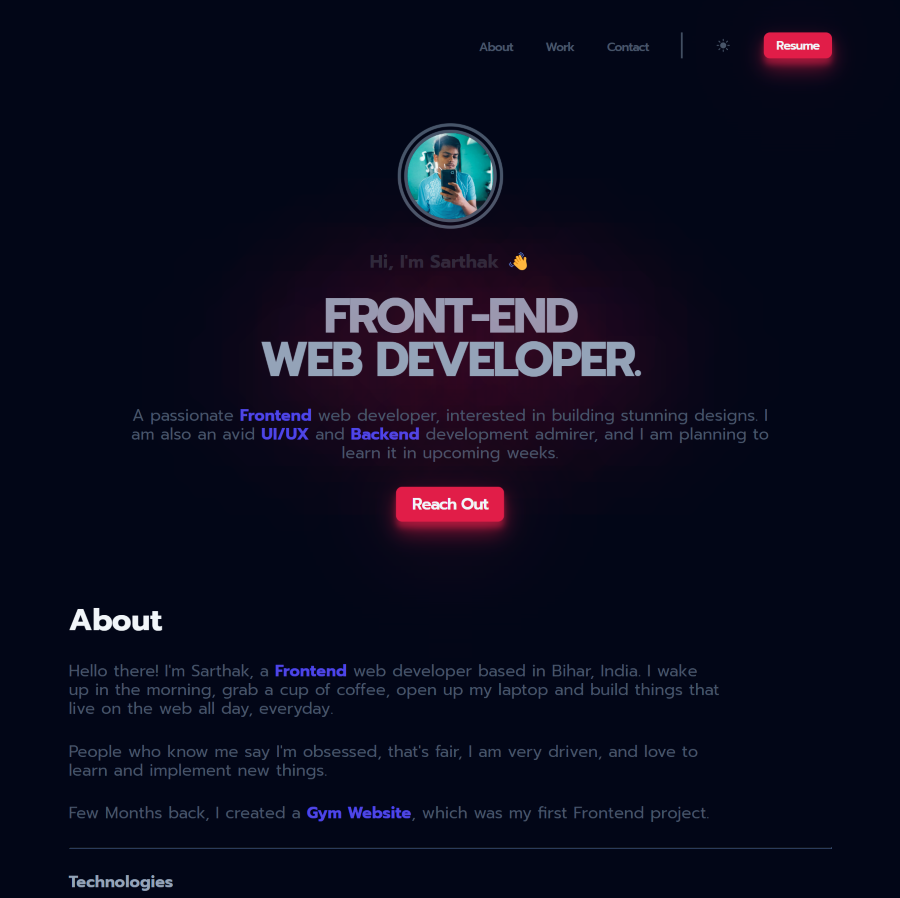 About Work Contact Resume
Hi, I'm Sarthak 👋
FRONT-END
WEB DEVELOPER.
A passionate Frontend web developer, interested in building stunning designs. I
am also an avid UI/UX and Backend development admirer, and I am planning to
learn it in upcoming weeks.
Reach Out
About
Hello there! I'm Sarthak, a Frontend web developer based in Bihar, India. I wake
up in the morning, grab a cup of coffee, open up my laptop and build things that
live on the web all day, everyday.
People who know me say I'm obsessed, that's fair, I am very driven, and love to
learn and implement new things.
Few Months back, I created a Gym Website, which was my first Frontend project.
Technologies